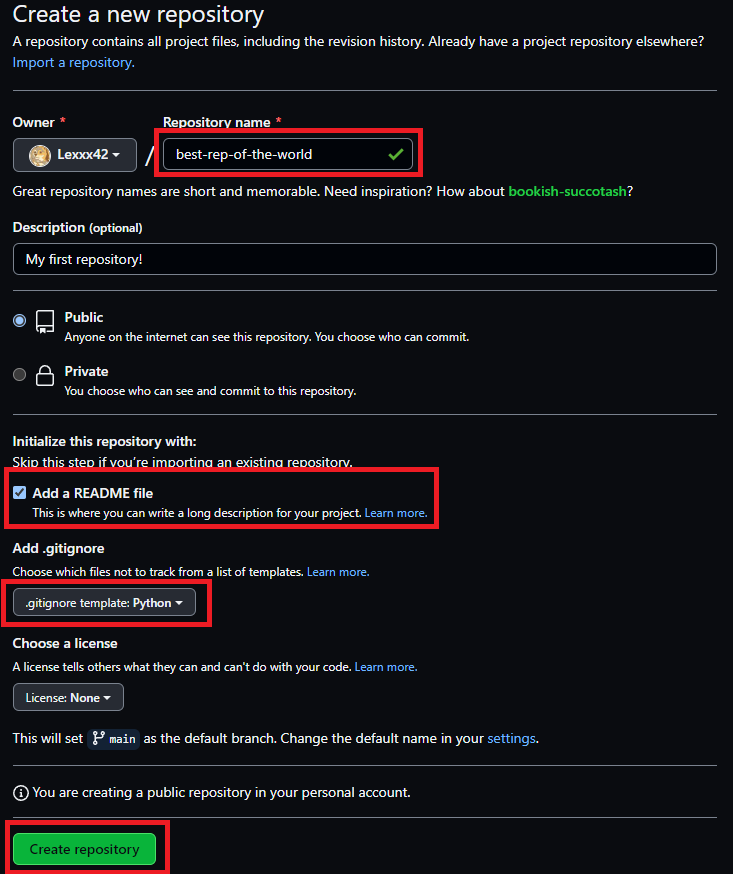 Create a new repository
A repository contains all project files, including the revision history. Already have a project repository elsewhere?
Import a repository.
Owner *
Repository name *
Lexxx42
/
best-rep-of-the-world
Great repository names are short and memorable. Need inspiration? How about bookish-succotash?
Description (optional)
My first repository!
Public
Anyone on the internet can see this repository. You choose who can commit.
Private
You choose who can see and commit to this repository.
Initialize this repository with:
Skip this step if you’re importing an existing repository.
Add a README file
This is where you can write a long description for your project. Learn more.
Add .gitignore
Choose which files not to track from a list of templates. Learn more.
.gitignore template: Python
Choose a license
A license tells others what they can and can't do with your code. Learn more.
License: None
This will set main as the default branch. Change the default name in your settings.
You are creating a public repository in your personal account.
Create repository